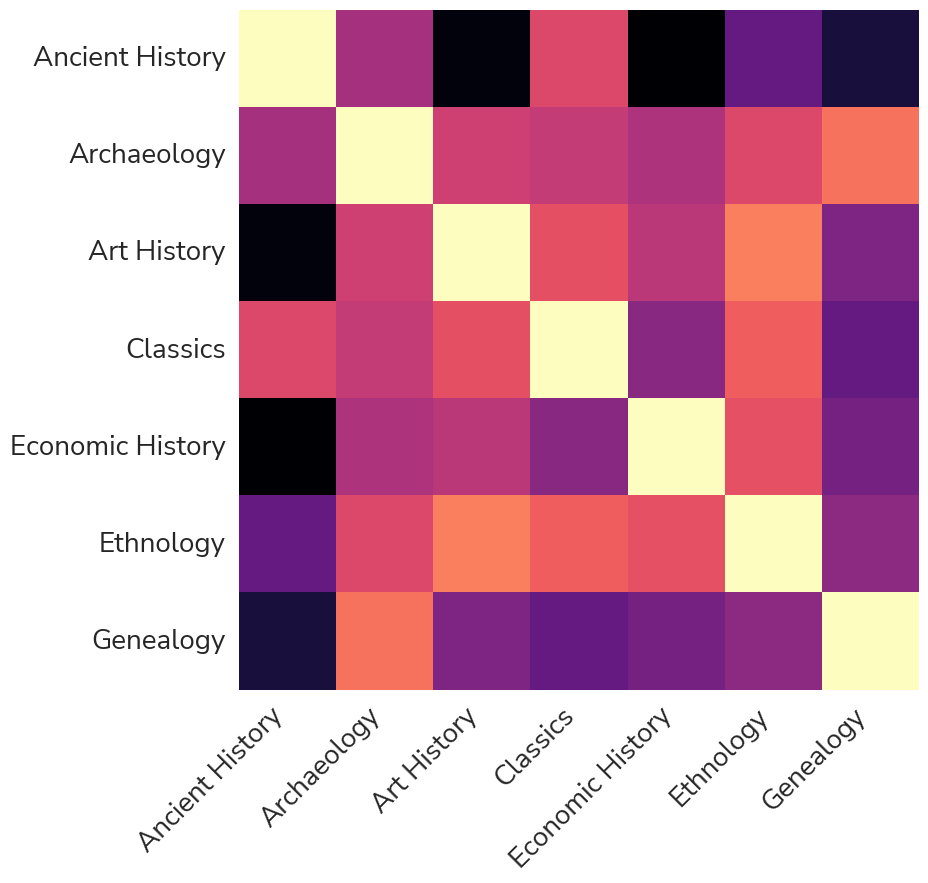 Ancient History
Archaeology
Art History
Classics
Economic History
Ethnology
Genealogy
Ancient History
Archaeology
Art History
Classics
Economic History
Ethnology
Genealogy